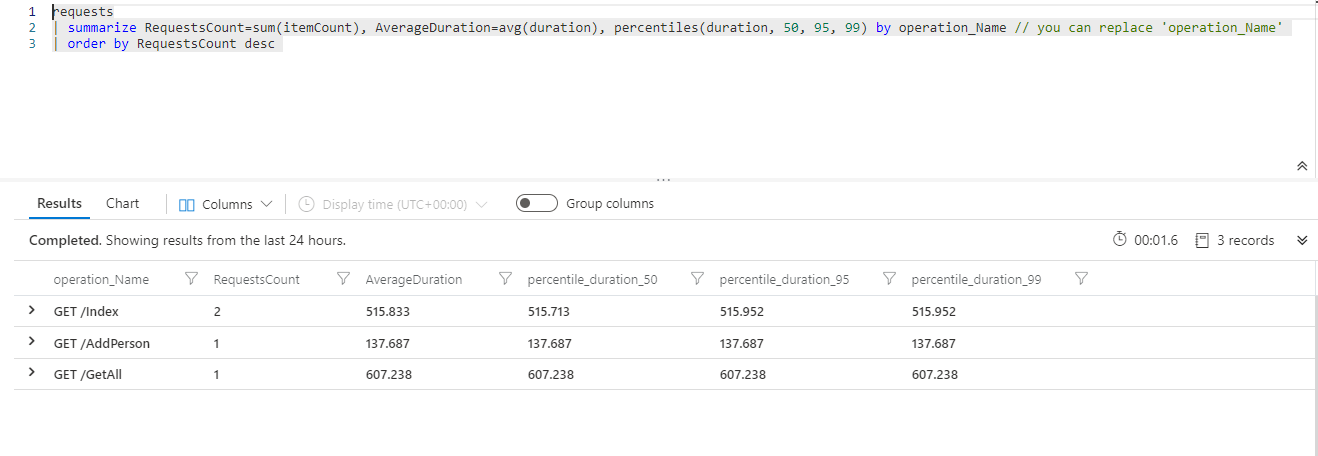 1 requests
2 | summarize RequestsCount=sum(itemCount), AverageDuration=avg(duration), percentiles(duration, 50, 95, 99) by operation_Name // you can replace 'operation_Name'
3 | order by RequestsCount desc
Results Chart Columns Display time (UTC+00:00) Group columns
Completed. Showing results from the last 24 hours. 00:01.6 3 records
operation_Name RequestsCount AverageDuration percentile_duration_50 percentile_duration_95 percentile_duration_99
GET /Index 2 515.833 515.713 515.952 515.952
GET /AddPerson 1 137.687 137.687 137.687 137.687
GET /GetAll 1 607.238 607.238 607.238 607.238